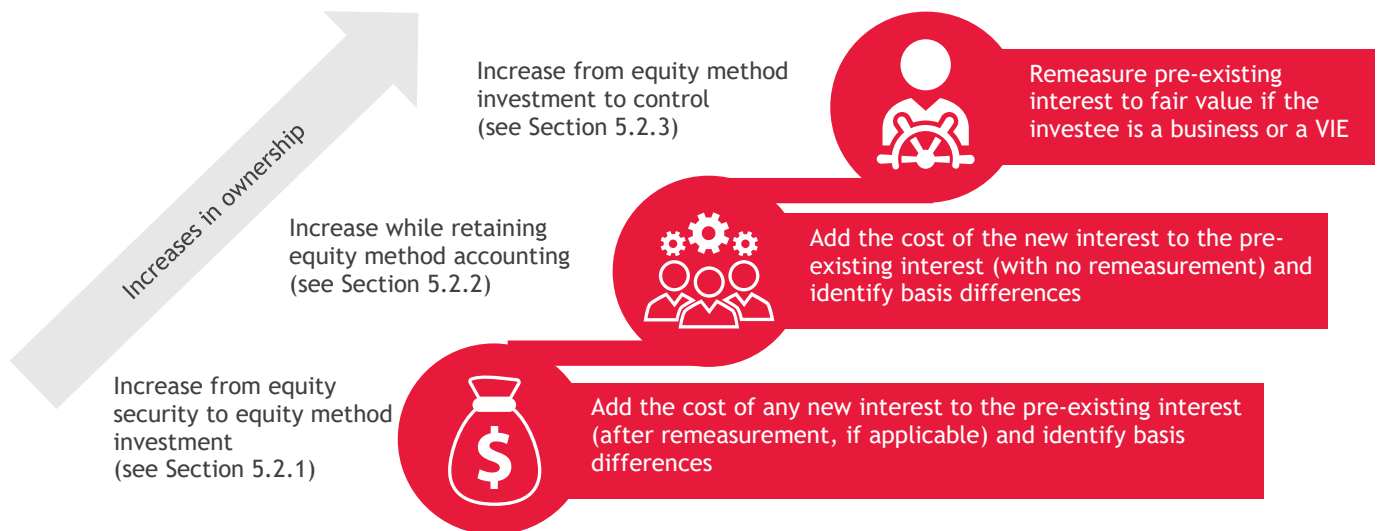 Increases in ownership
Increase from equity method
investment to control
(see Section 5.2.3)
Remeasure pre-existing
interest to fair value if the
investee is a business or a VIE
Increase while retaining
equity method accounting
(see Section 5.2.2)
Add the cost of the new interest to the pre-
existing interest (with no remeasurement) and
identify basis differences
Increase from equity
security to equity method
investment
(see Section 5.2.1)
$
Add the cost of any new interest to the pre-existing interest
(after remeasurement, if applicable) and identify basis
differences